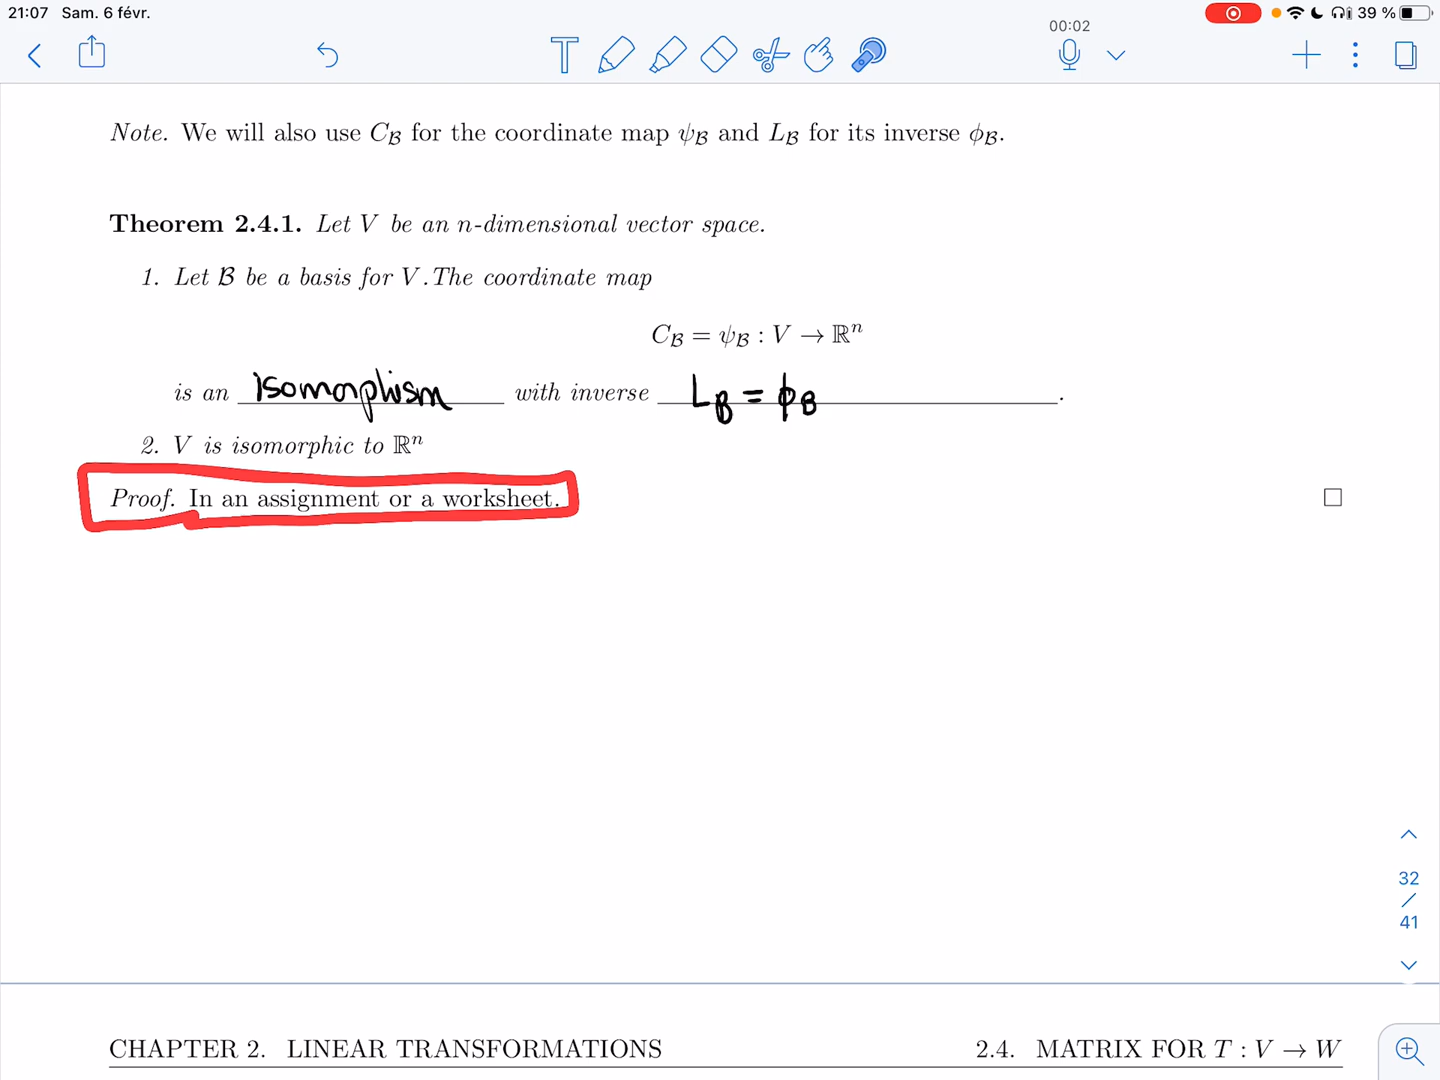 21:07 Sam. 6 févr.
39 %
00:02
Note. We will also use C_B for the coordinate map ψ_B and L_B for its inverse ϕ_B.
Theorem 2.4.1. Let V be an n-dimensional vector space.
1. Let B be a basis for V.The coordinate map
C_B = ψ_B : V → ℝⁿ
is an isomorphism with inverse L_B = ϕ_B.
2. V is isomorphic to ℝⁿ
Proof. In an assignment or a worksheet. □
32
/
41
CHAPTER 2. LINEAR TRANSFORMATIONS 2.4. MATRIX FOR T : V → W